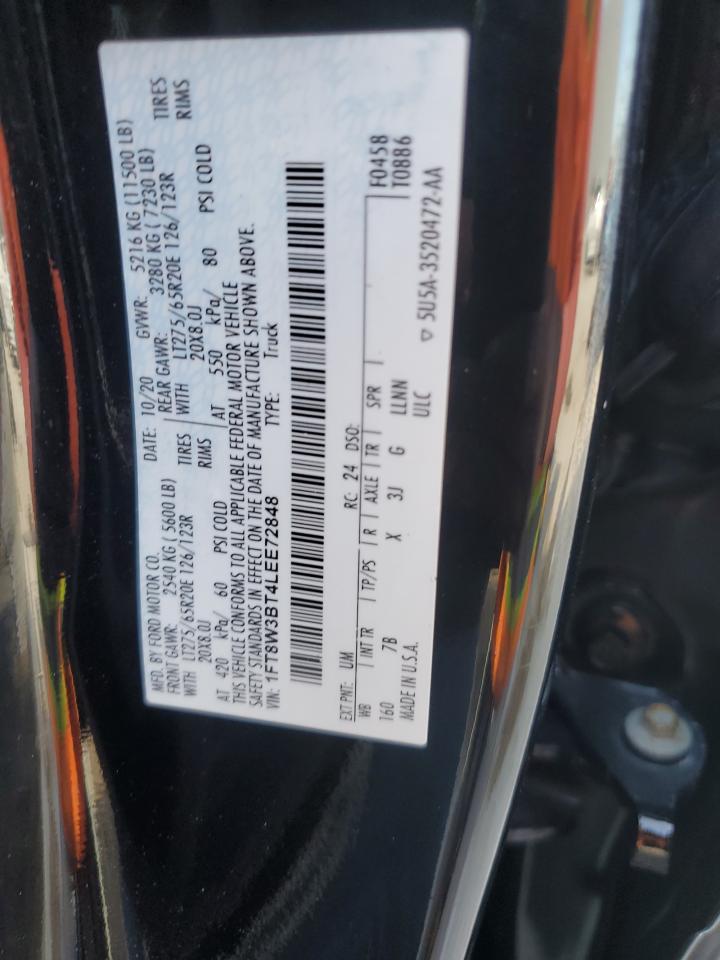 MFD. BY FORD MOTOR CO.
DATE: 10/20 GVWR: 5216 KG (11500 LB)
FRONT GAWR: 2540 KG ( 5600 LB) REAR GAWR: 3280 KG ( 7230 LB)
WITH LT275/65R20E 126/123R TIRES WITH LT275/65R20E 126/123R TIRES
20X8.0J RIMS 20X8.0J RIMS
AT 420 kPa/ 60 PSI COLD AT 550 kPa/ 80 PSI COLD
THIS VEHICLE CONFORMS TO ALL APPLICABLE FEDERAL MOTOR VEHICLE
SAFETY STANDARDS IN EFFECT ON THE DATE OF MANUFACTURE SHOWN ABOVE.
VIN: 1FT8W3BT4LEE72848 TYPE: Truck
EXT PNT: UM RC: 24 DSO: F0458
WB INT TR TP/PS R AXLE TR SPR T0886
160 7B X 3J G LLNN
MADE IN U.S.A. ULC
5U5A-3520472-AA